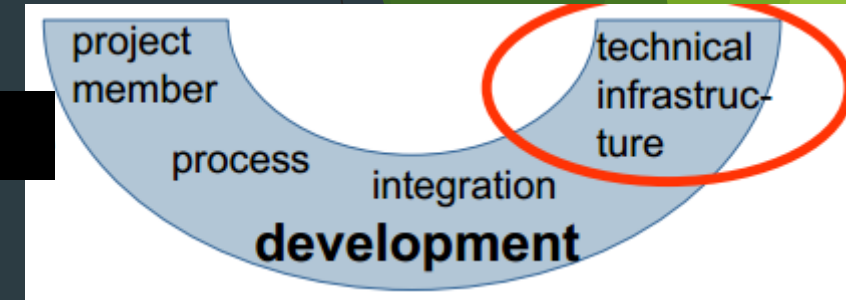 project
member
technical
infrastruc-
ture
process
integration
development